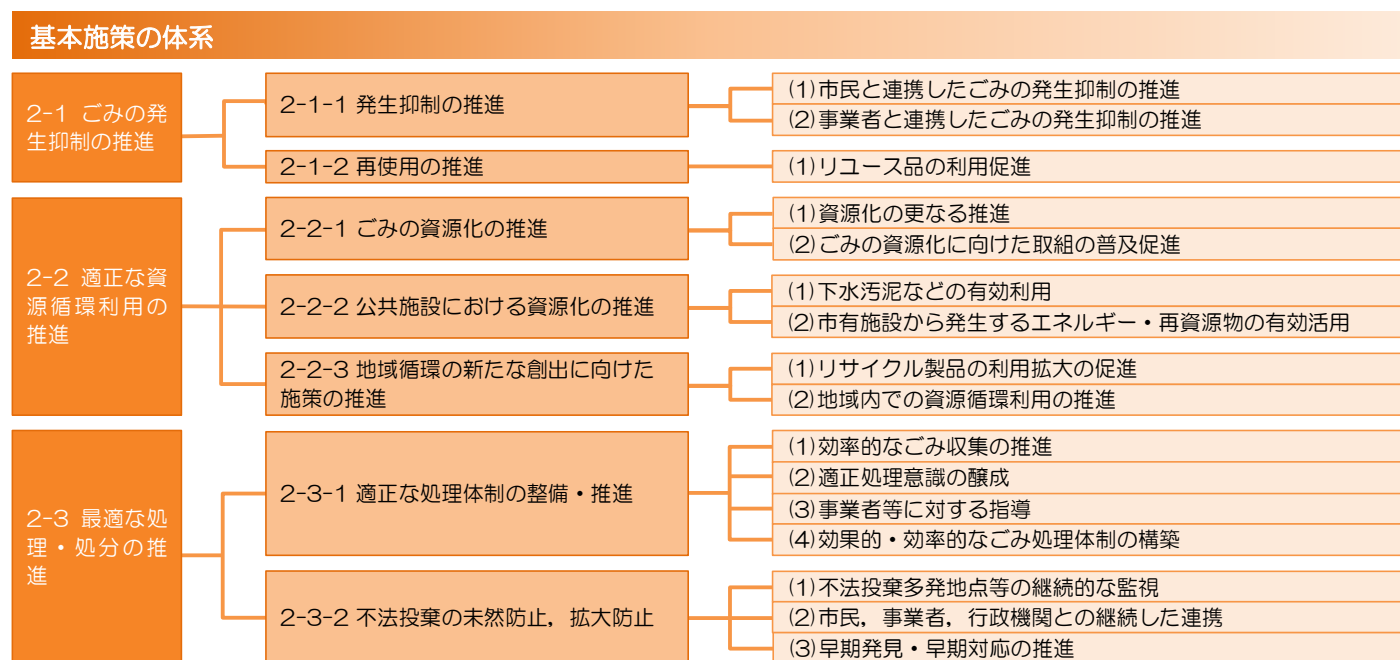 基本施策の体系
2-1 ごみの発
生抑制の推進
2-1-1 発生抑制の推進
(1)市民と連携したごみの発生抑制の推進
(2)事業者と連携したごみの発生抑制の推進
2-1-2 再使用の推進
(1)リユース品の利用促進
2-2 適正な資
源循環利用の
推進
2-2-1 ごみの資源化の推進
(1)資源化の更なる推進
(2)ごみの資源化に向けた取組の普及促進
2-2-2 公共施設における資源化の推進
(1)下水汚泥などの有効利用
(2)市有施設から発生するエネルギー・再資源物の有効活用
2-2-3 地域循環の新たな創出に向けた
施策の推進
(1)リサイクル製品の利用拡大の促進
(2)地域内での資源循環利用の推進
2-3 最適な処
理・処分の推
進
2-3-1 適正な処理体制の整備・推進
(1)効率的なごみ収集の推進
(2)適正処理意識の醸成
(3)事業者等に対する指導
(4)効果的・効率的なごみ処理体制の構築
2-3-2 不法投棄の未然防止，拡大防止
(1)不法投棄多発地点等の継続的な監視
(2)市民，事業者，行政機関との継続した連携
(3)早期発見・早期対応の推進